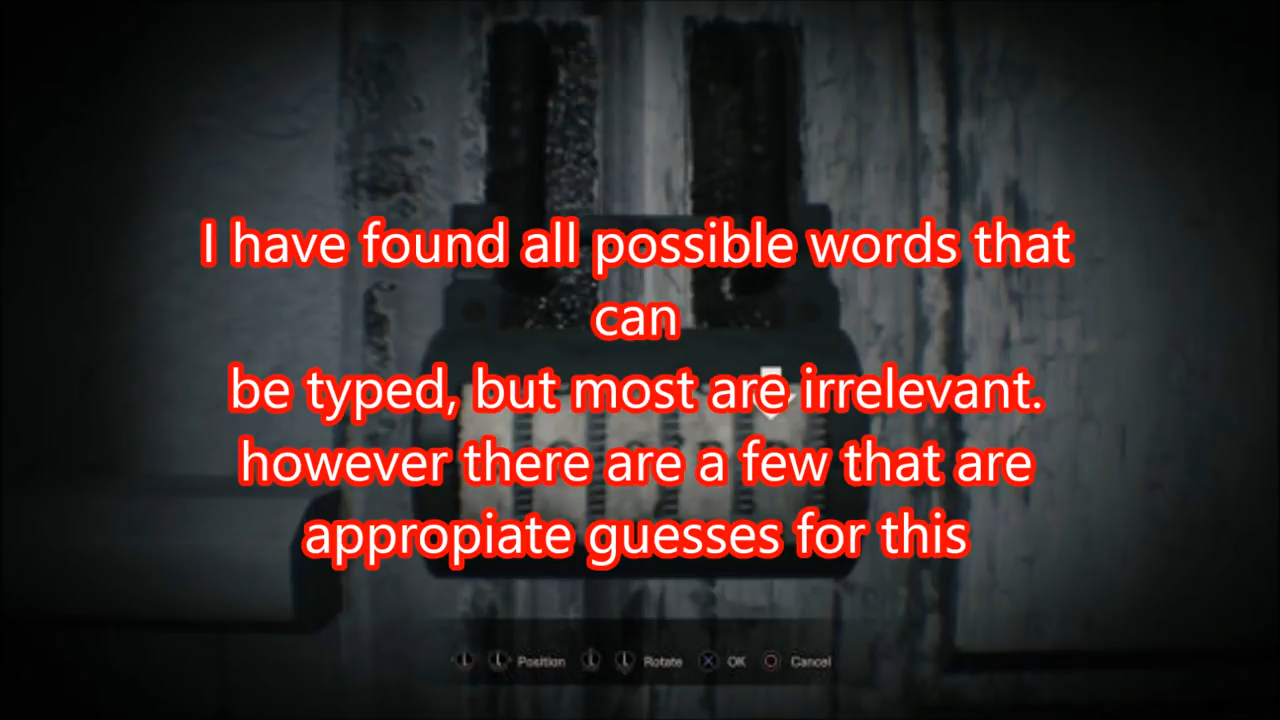 I have found all possible words that
can
be typed, but most are irrelevant.
however there are a few that are
appropiate guesses for this
Position Rotate OK Cancel